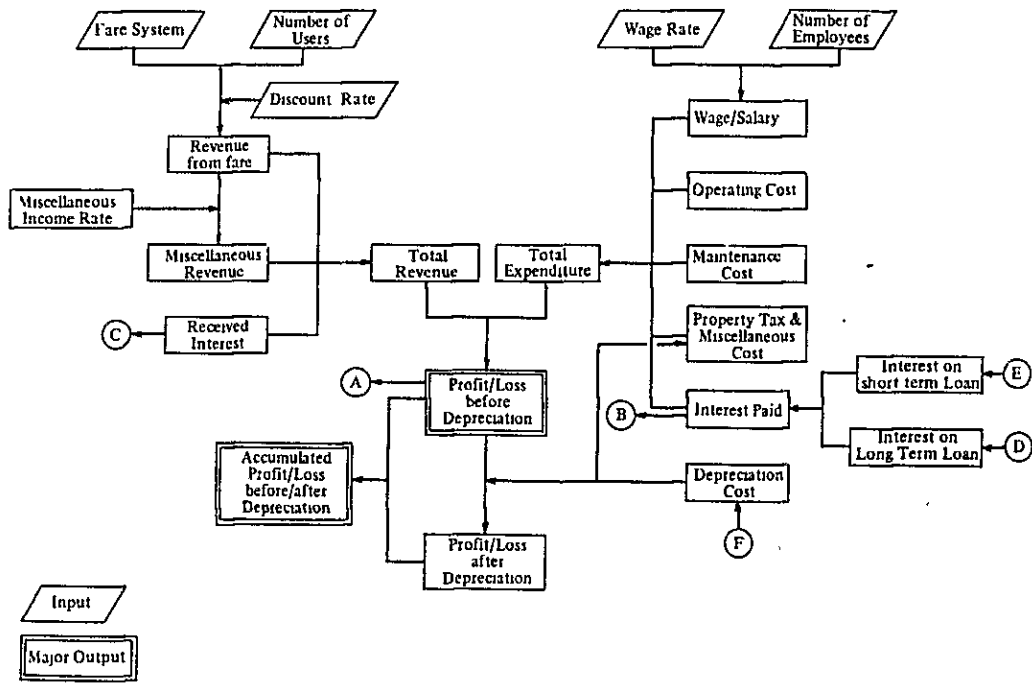 Fare System
Number of
Users
Wage Rate
Number of
Employees
Discount Rate
Wage/Salary
Revenue
from fare
Operating Cost
Miscellaneous
Income Rate
Miscellaneous
Revenue
Total
Revenue
Total
Expenditure
Maintenance
Cost
C
Received
Interest
Property Tax &
Miscellaneous
Cost
A
Profit/Loss
before
Depreciation
B
Interest Paid
Interest on
short term Loan
E
Interest on
Long Term Loan
D
Accumulated
Profit/Loss
before/after
Depreciation
Depreciation
Cost
F
Profit/Loss
after
Depreciation
Input
Major Output